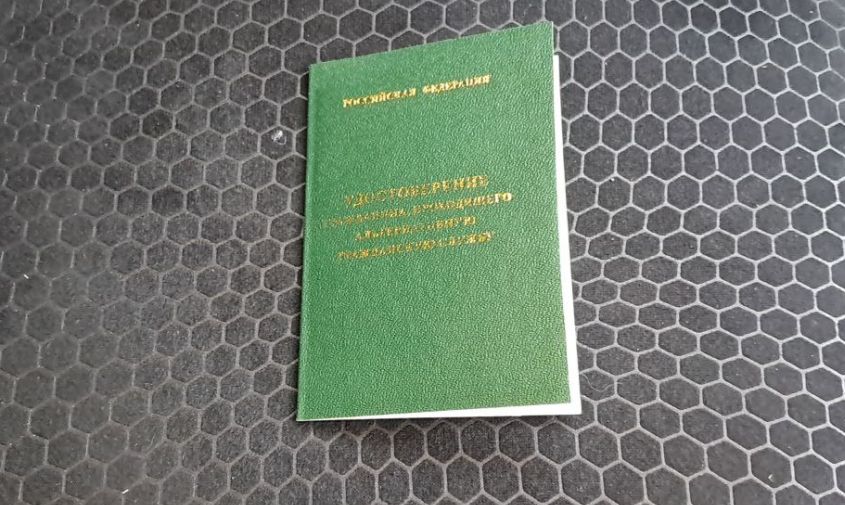 РОССИЙСКАЯ ФЕДЕРАЦИЯ
УДОСТОВЕРЕНИЕ
ГРАЖДАНИНА, ПРОХОДЯЩЕГО
АЛЬТЕРНАТИВНУЮ
ГРАЖДАНСКУЮ СЛУЖБУ